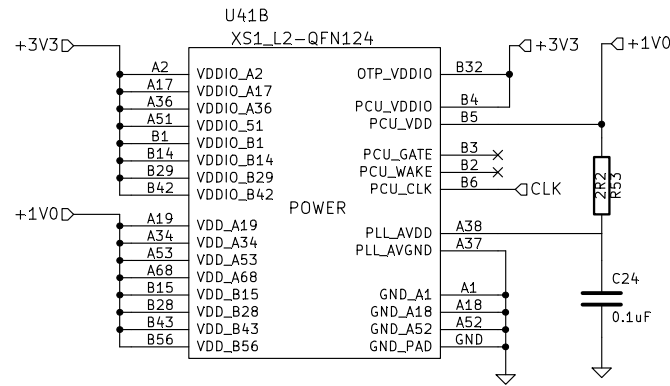 U41B
XS1_L2-QFN124
+3V3
+3V3
+1V0
A2 VDDIO_A2
A17 VDDIO_A17
A36 VDDIO_A36
A51 VDDIO_51
B1 VDDIO_B1
B14 VDDIO_B14
B29 VDDIO_B29
B42 VDDIO_B42
OTP_VDDIO B32
PCU_VDDIO B4
PCU_VDD B5
PCU_GATE B3
PCU_WAKE B2
PCU_CLK B6
CLK
2R2
R53
POWER
+1V0
A19 VDD_A19
A34 VDD_A34
A53 VDD_A53
A68 VDD_A68
B15 VDD_B15
B28 VDD_B28
B43 VDD_B43
B56 VDD_B56
PLL_AVDD A38
PLL_AVGND A37
GND_A1 A1
GND_A18 A18
GND_A52 A52
GND_PAD GND
C24
0.1uF